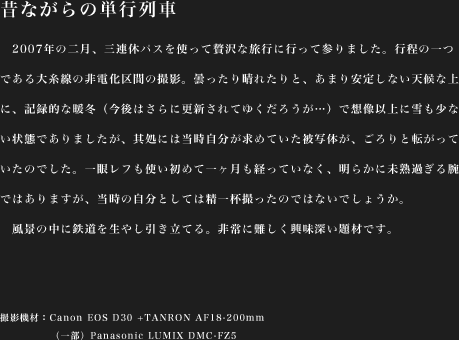 昔ながらの単行列車
　2007年の二月、三連休パスを使って贅沢な旅行に行って参りました。行程の一つ
である大糸線の非電化区間の撮影。曇ったり晴れたりと、あまり安定しない天候な上
に、記録的な暖冬（今後はさらに更新されてゆくだろうが…）で想像以上に雪も少な
い状態でありましたが、其処には当時自分が求めていた被写体が、ごろりと転がって
いたのでした。一眼レフも使い初めて一ヶ月も経っていなく、明らかに未熟過ぎる腕
ではありますが、当時の自分としては精一杯撮ったのではないでしょうか。
　風景の中に鉄道を生やし引き立てる。非常に難しく興味深い題材です。
撮影機材：Canon EOS D30 +TANRON AF18-200mm
（一部）Panasonic LUMIX DMC-FZ5